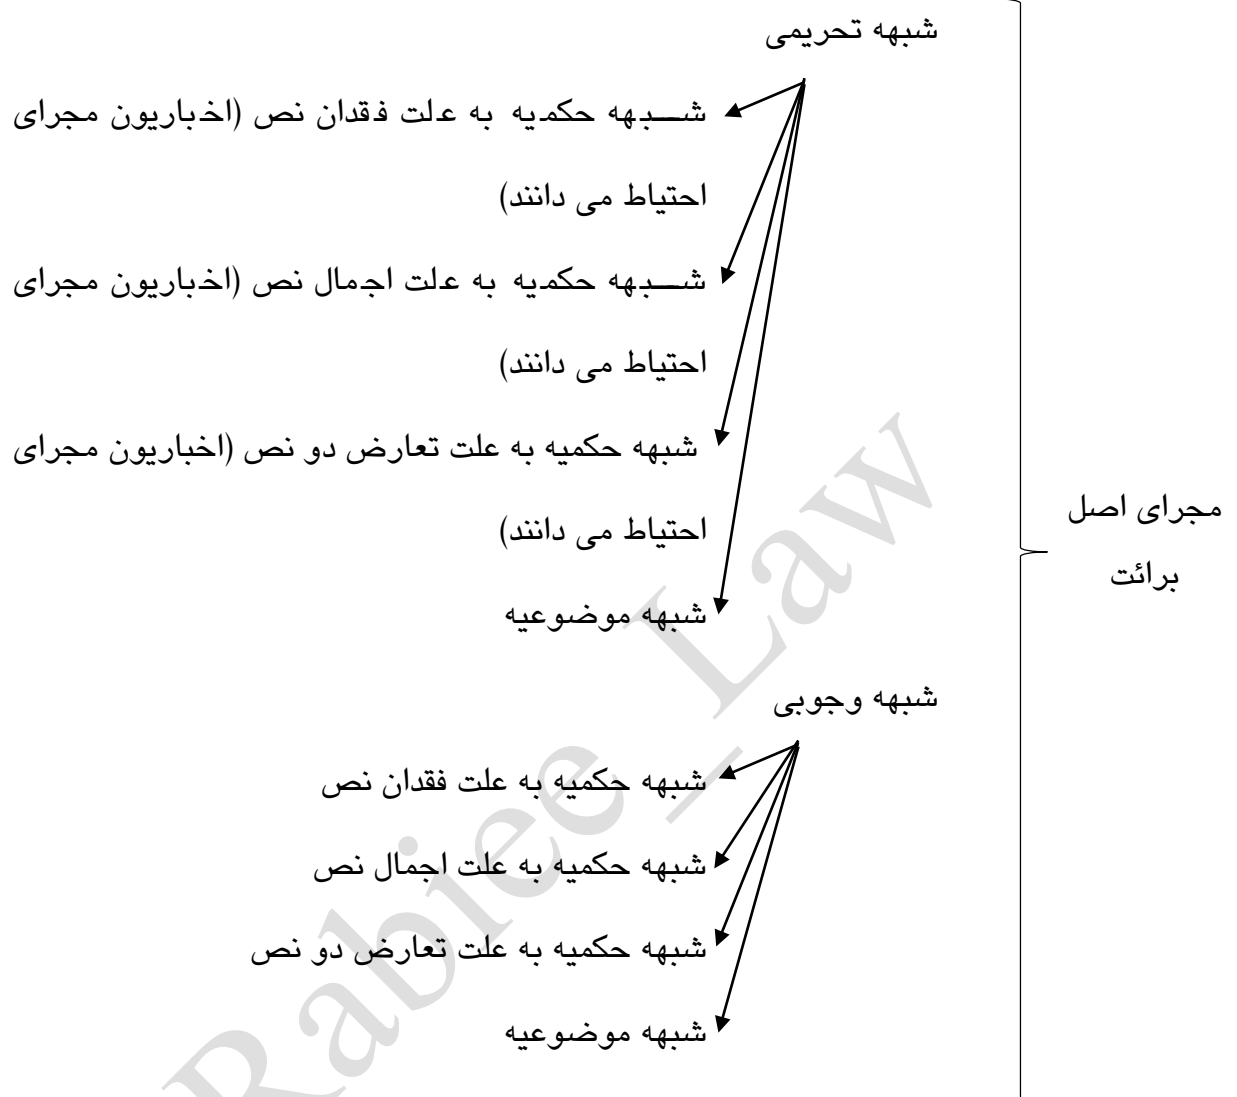 شبهه تحریمی
شبهه حکمیه به علت فقدان نص (اخباریون مجرای
احتیاط می دانند)
شبهه حکمیه به علت اجمال نص (اخباریون مجرای
احتیاط می دانند)
شبهه حکمیه به علت تعارض دو نص (اخباریون مجرای
احتیاط می دانند)
شبهه موضوعیه
مجرای اصل
برائت
شبهه وجوبی
شبهه حکمیه به علت فقدان نص
شبهه حکمیه به علت اجمال نص
شبهه حکمیه به علت تعارض دو نص
شبهه موضوعیه
Rabiee_Law